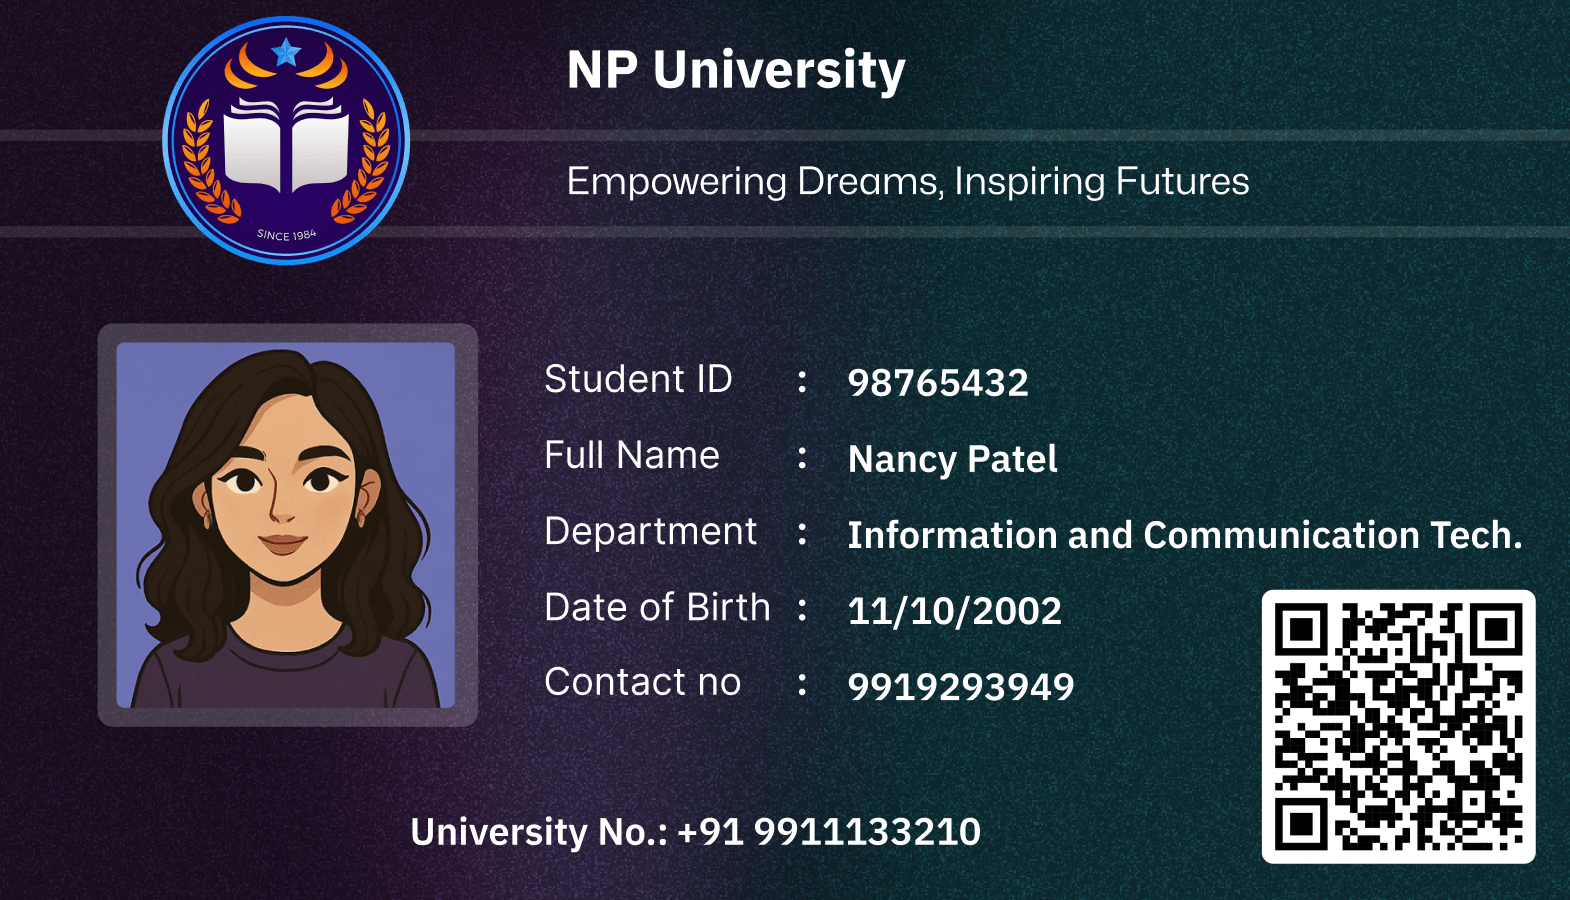 SINCE 1984
NP University
Empowering Dreams, Inspiring Futures
Student ID : 98765432
Full Name : Nancy Patel
Department : Information and Communication Tech.
Date of Birth : 11/10/2002
Contact no : 9919293949
University No.: +91 9911133210